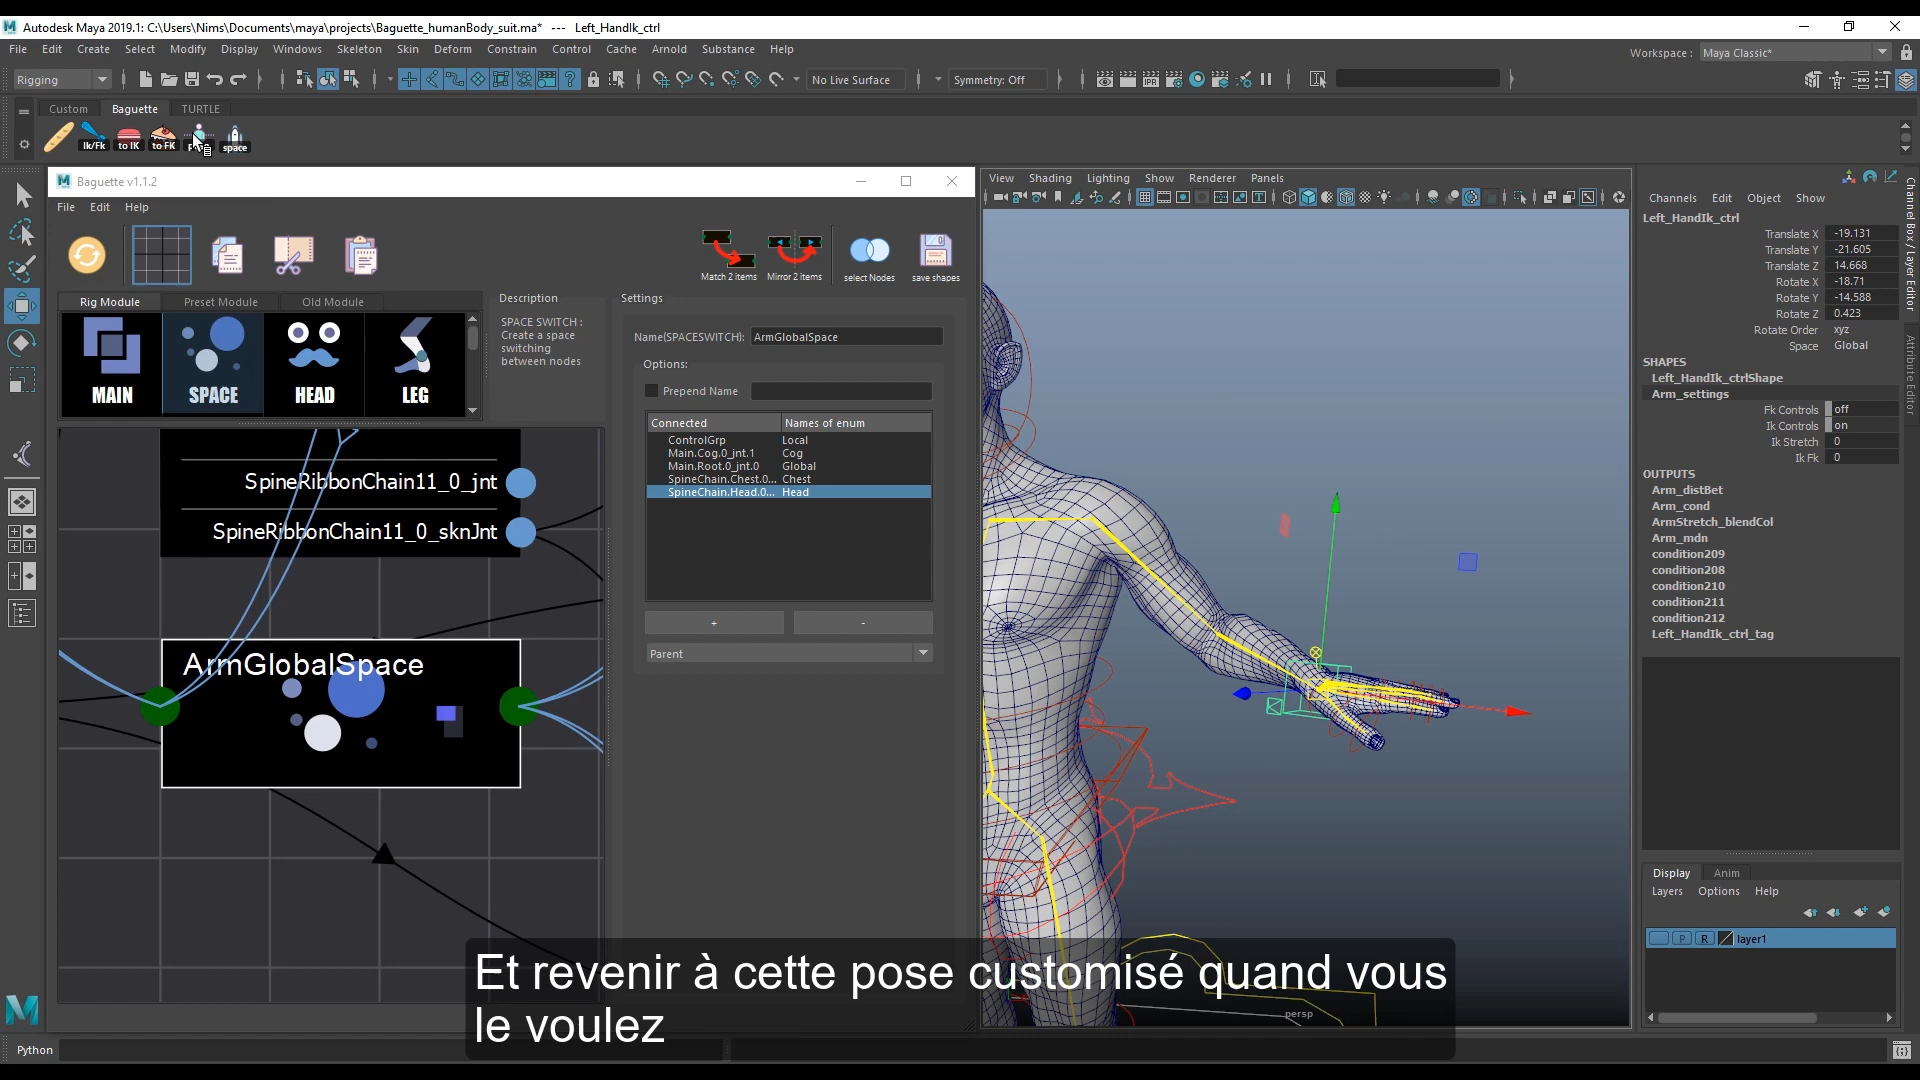 Autodesk Maya 2019.1: C:\Users\Nims\Documents\maya\projects\Baguette_humanBody_suit.ma* --- Left_HandIk_ctrl
File Edit Create Select Modify Display Windows Skeleton Skin Deform Constrain Control Cache Arnold Substance Help
Workspace : Maya Classic*
Rigging
No Live Surface
Symmetry: Off
Custom Baguette TURTLE
Ik/Fk to IK to FK space
Baguette v1.1.2
File Edit Help
Match 2 items Mirror 2 items select Nodes save shapes
Rig Module Preset Module Old Module
MAIN SPACE HEAD LEG
Description
SPACE SWITCH :
Create a space
switching
between nodes
Settings
Name(SPACESWITCH): ArmGlobalSpace
Options:
Prepend Name
Connected Names of enum
ControlGrp Local
Main.Cog.0_jnt.1 Cog
Main.Root.0_jnt.0 Global
SpineChain.Chest.0... Chest
SpineChain.Head.0... Head
+ -
Parent
SpineRibbonChain11_0_jnt
SpineRibbonChain11_0_sknJnt
ArmGlobalSpace
View Shading Lighting Show Renderer Panels
persp
Channels Edit Object Show
Left_HandIk_ctrl
Translate X -19.131
Translate Y -21.605
Translate Z 14.668
Rotate X -18.71
Rotate Y -14.588
Rotate Z 0.423
Rotate Order xyz
Space Global
SHAPES
Left_HandIk_ctrlShape
Arm_settings
Fk Controls off
Ik Controls on
Ik Stretch 0
Ik Fk 0
OUTPUTS
Arm_distBet
Arm_cond
ArmStretch_blendCol
Arm_mdn
condition209
condition208
condition210
condition211
condition212
Left_HandIk_ctrl_tag
Channel Box / Layer Editor
Attribute Editor
Display Anim
Layers Options Help
P R layer1
Et revenir à cette pose customisé quand vous
le voulez
Python